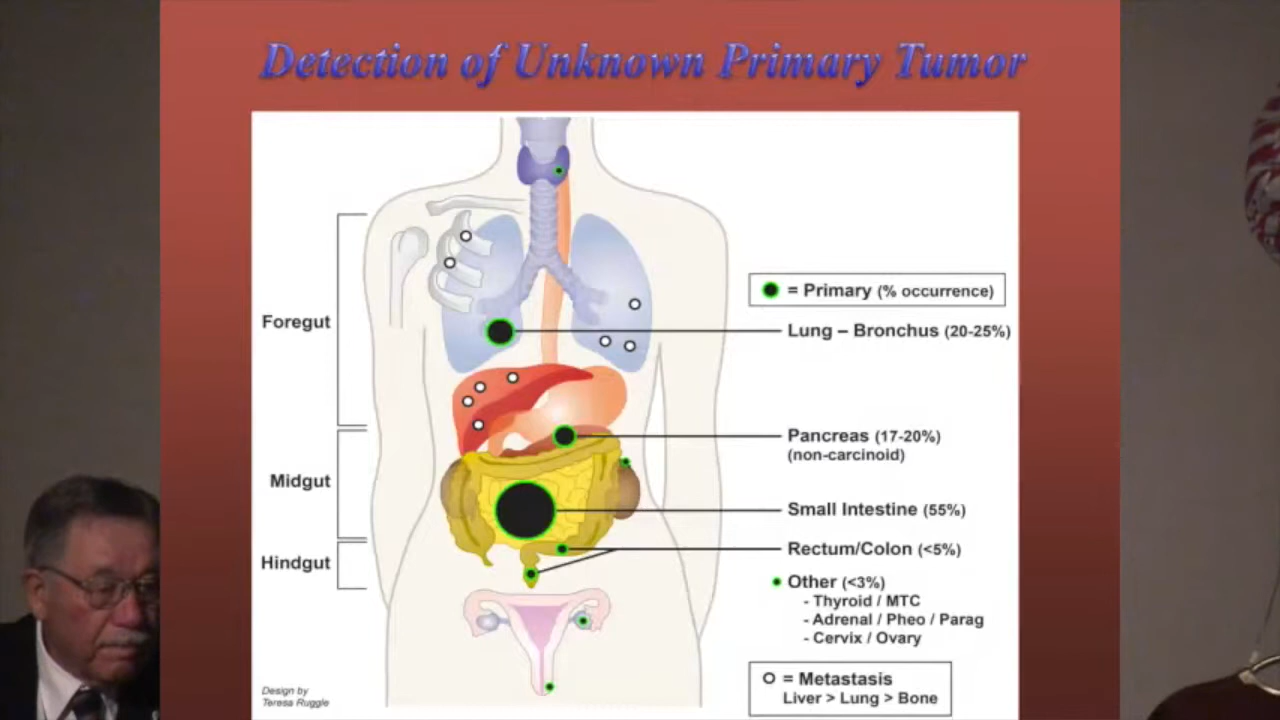 Detection of Unknown Primary Tumor
Foregut
Midgut
Hindgut
= Primary (% occurrence)
Lung – Bronchus (20-25%)
Pancreas (17-20%)
(non-carcinoid)
Small Intestine (55%)
Rectum/Colon (<5%)
Other (<3%)
- Thyroid / MTC
- Adrenal / Pheo / Parag
- Cervix / Ovary
= Metastasis
Liver > Lung > Bone
Design by
Teresa Ruggle